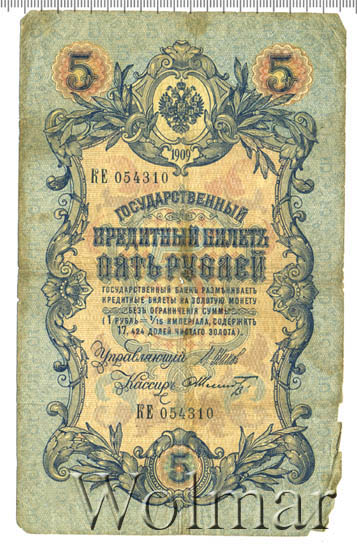 5 5
1909
КЕ 054310
ГОСУДАРСТВЕННЫЙ
КРЕДИТНЫЙ БИЛЕТЪ
ПЯТЬ РУБЛЕЙ
ГОСУДАРСТВЕННЫЙ БАНКЪ РАЗМѢНИВАЕТЪ
КРЕДИТНЫЕ БИЛЕТЫ НА ЗОЛОТУЮ МОНЕТУ
БЕЗЪ ОГРАНИЧЕНІЯ СУММЫ
(1 РУБЛЬ = 1/15 ИМПЕРІАЛА, СОДЕРЖИТЪ
17,424 ДОЛЕЙ ЧИСТАГО ЗОЛОТА).
Управляющій
Кассиръ
КЕ 054310
5
Wolmar